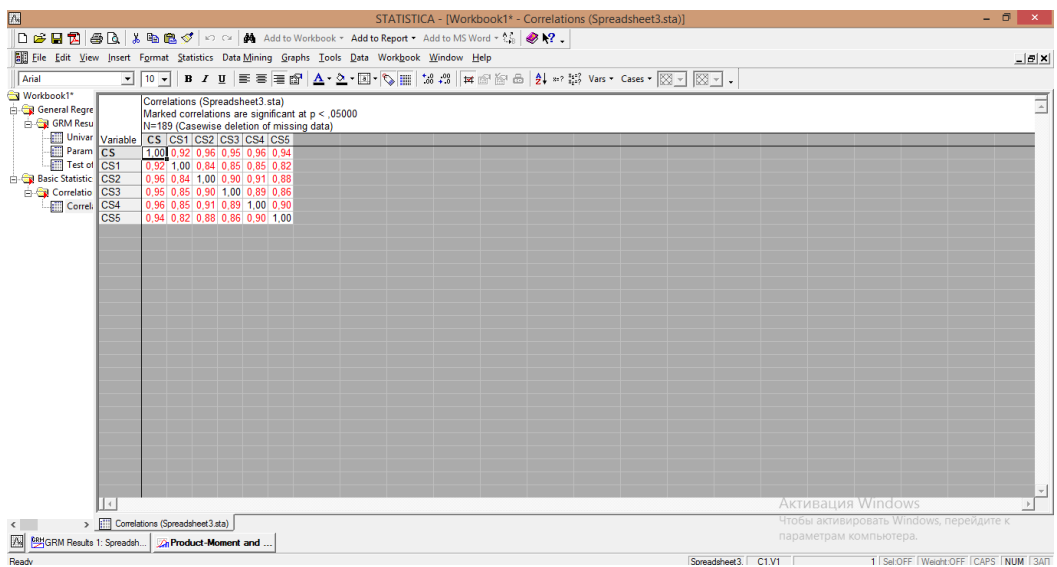 STATISTICA - [Workbook1* - Correlations (Spreadsheet3.sta)]
Add to Workbook Add to Report Add to MS Word
File Edit View Insert Format Statistics Data Mining Graphs Tools Data Workbook Window Help
Arial 10 B I U Vars Cases
Workbook1*
General Regre
GRM Resu
Univar
Param
Test of
Basic Statistic
Correlatio
Correl
Correlations (Spreadsheet3.sta)
Marked correlations are significant at p < ,05000
N=189 (Casewise deletion of missing data)
Variable CS CS1 CS2 CS3 CS4 CS5
CS 1,00 0,92 0,96 0,95 0,96 0,94
CS1 0,92 1,00 0,84 0,85 0,85 0,82
CS2 0,96 0,84 1,00 0,90 0,91 0,88
CS3 0,95 0,85 0,90 1,00 0,89 0,86
CS4 0,96 0,85 0,91 0,89 1,00 0,90
CS5 0,94 0,82 0,88 0,86 0,90 1,00
Активация Windows
Чтобы активировать Windows, перейдите к
параметрам компьютера.
Correlations (Spreadsheet3.sta)
GRM Results 1: Spreadsh... Product-Moment and ...
Ready Spreadsheet3. C1,V1 1 Sel:OFF Weight:OFF CAPS NUM ЗАП